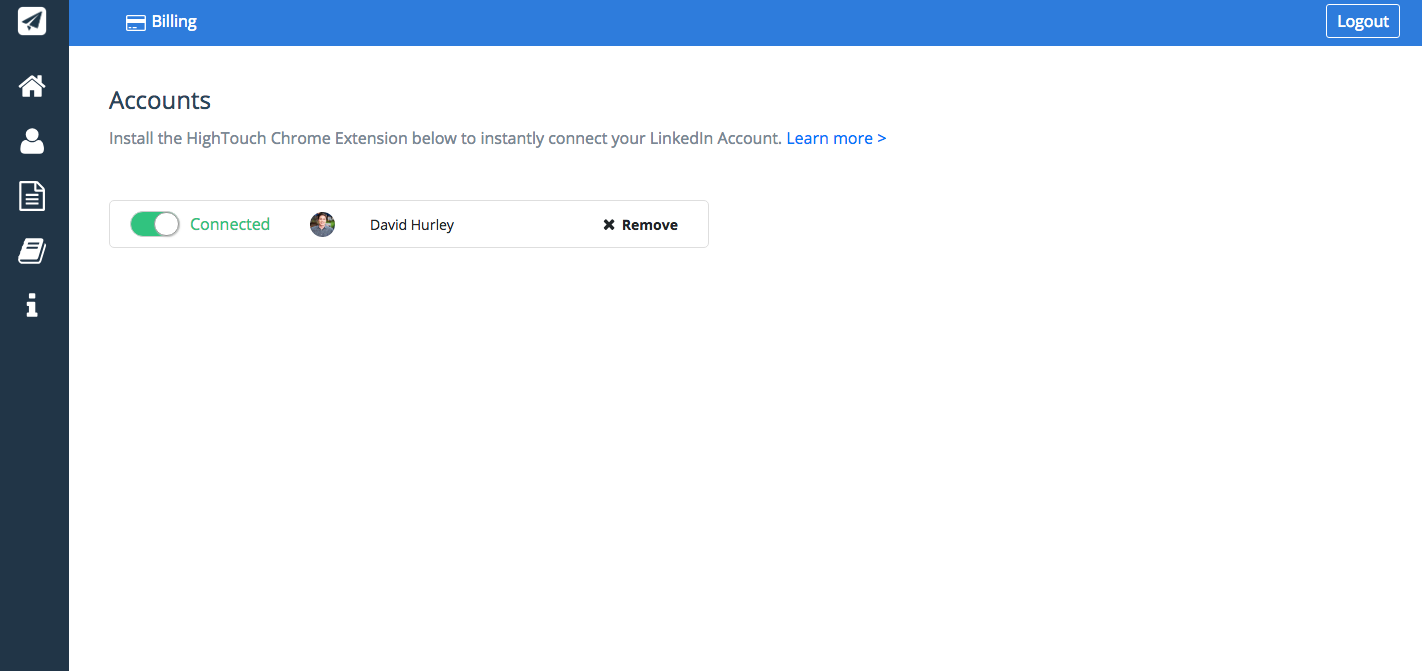 Billing
Logout
Accounts
Install the HighTouch Chrome Extension below to instantly connect your LinkedIn Account. Learn more >
Connected David Hurley Remove